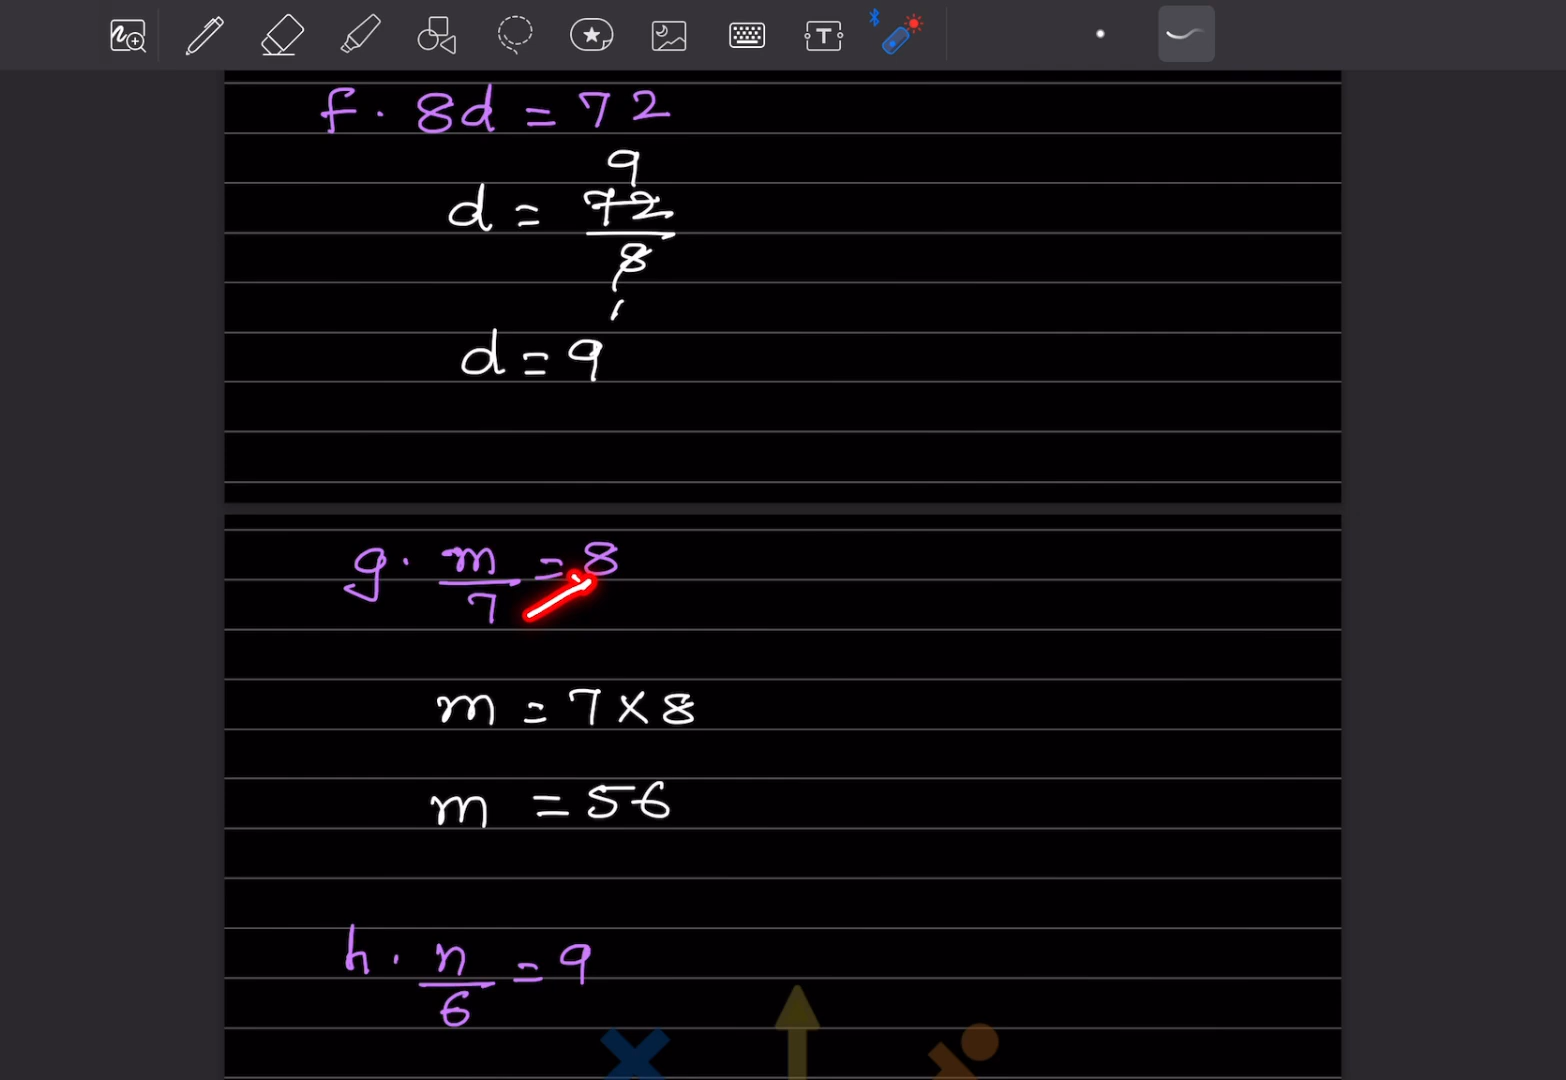 f. 8d = 72
9
d = 72
8
1
d = 9
g. m/7 = 8
m = 7 × 8
m = 56
h. n/6 = 9